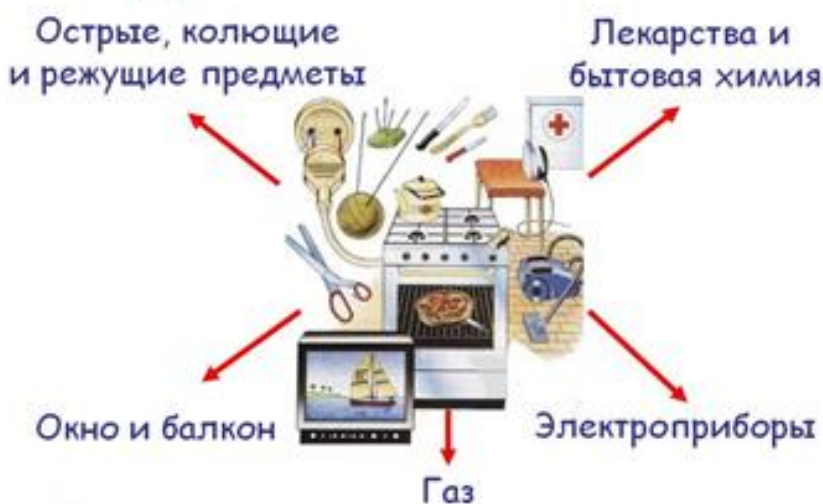 Острые, колющие
и режущие предметы
Лекарства и
бытовая химия
Окно и балкон
Электроприборы
Газ